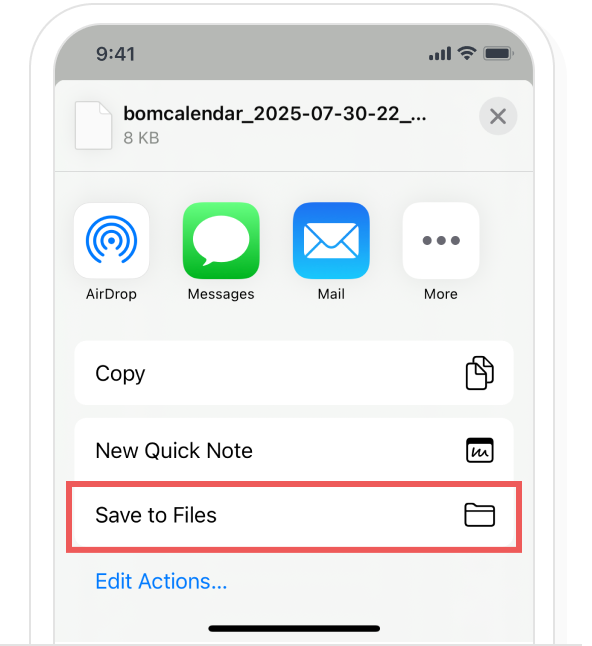 9:41
bomcalendar_2025-07-30-22_...
8 KB
AirDrop
Messages
Mail
More
Copy
New Quick Note
Save to Files
Edit Actions...